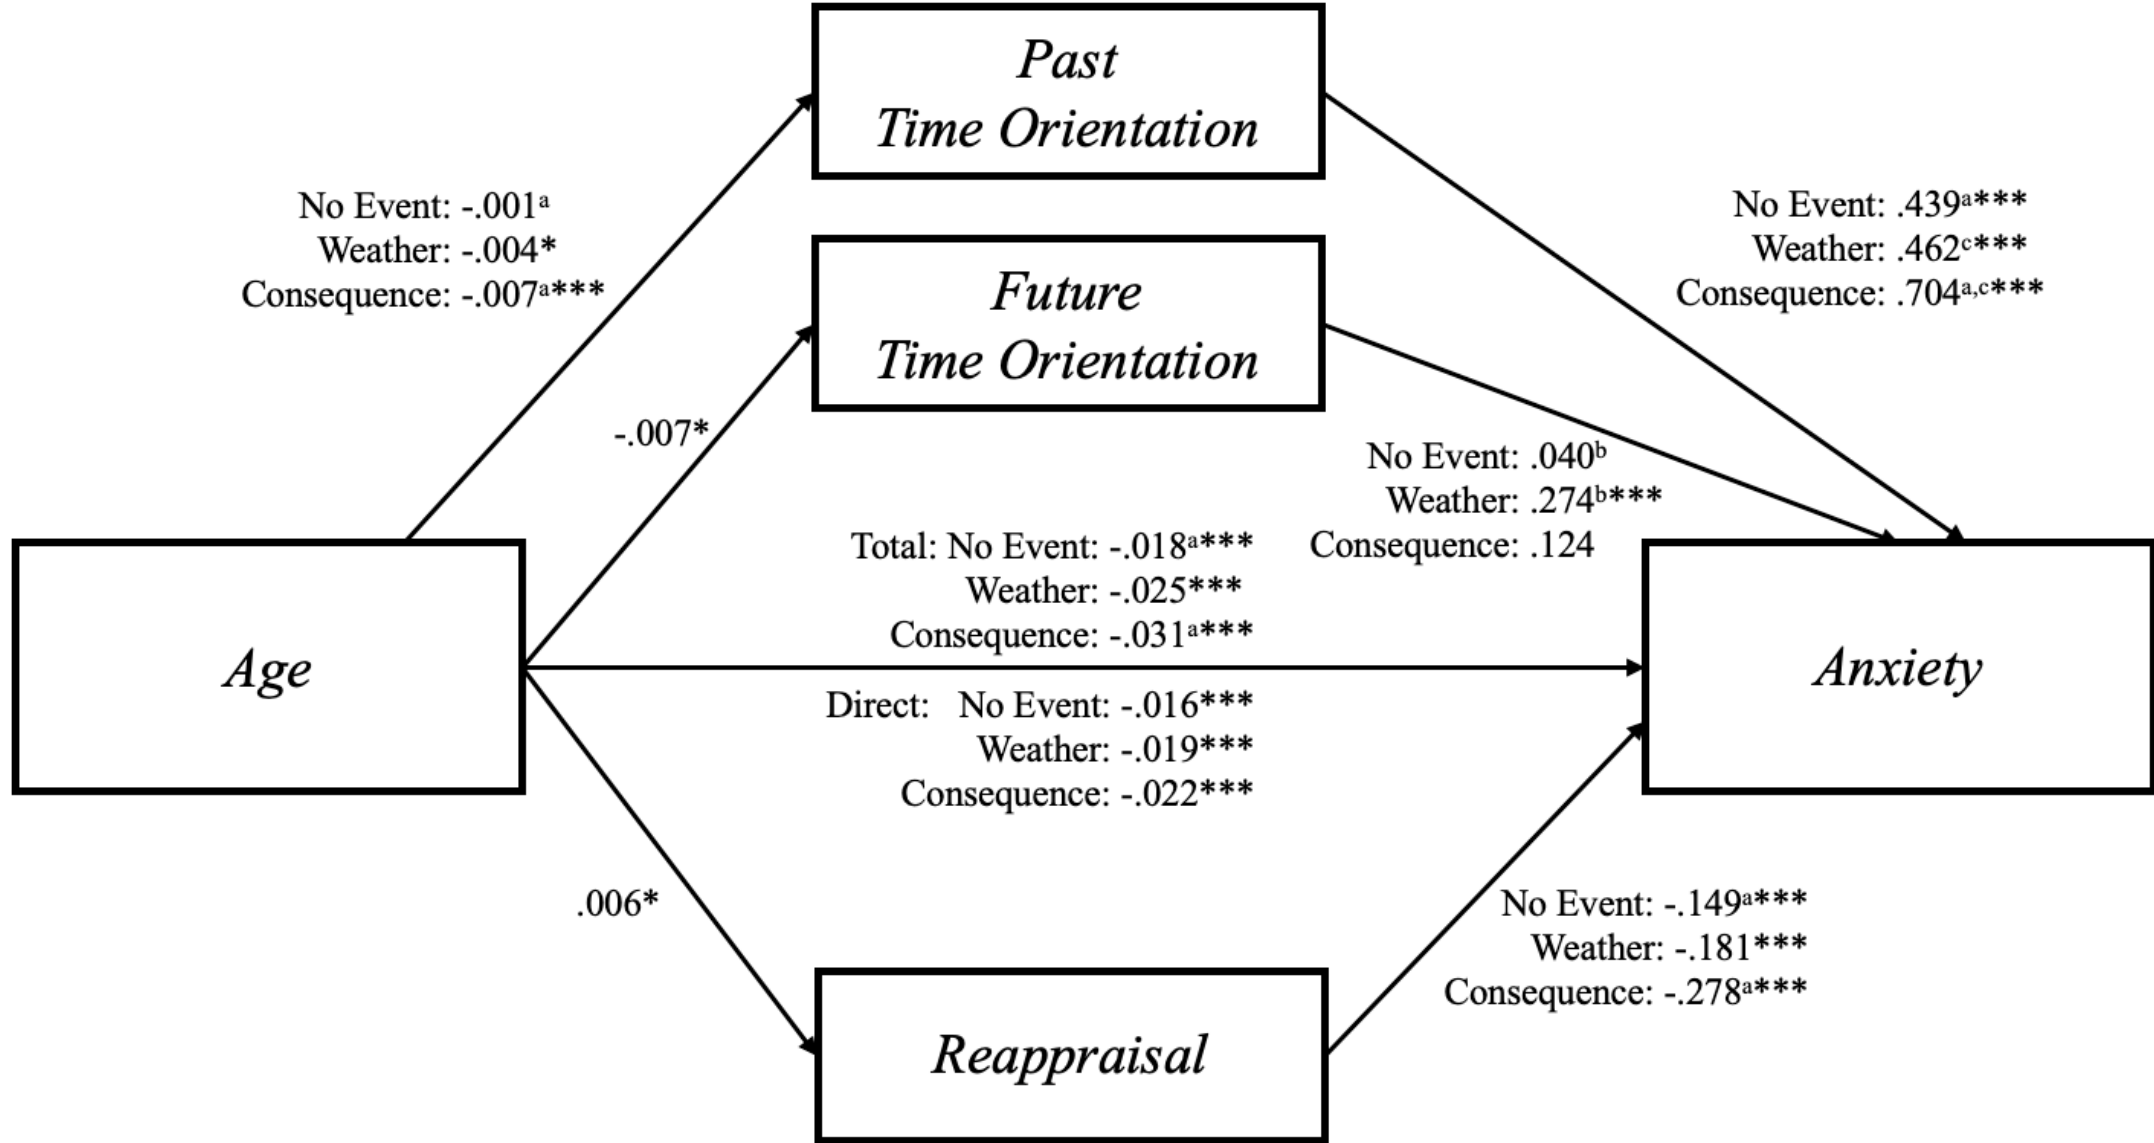 Past
Time Orientation
No Event: -.001ᵃ
Weather: -.004*
Consequence: -.007ᵃ***
No Event: .439ᵃ***
Weather: .462ᶜ***
Consequence: .704ᵃ,ᶜ***
Future
Time Orientation
-.007*
No Event: .040ᵇ
Weather: .274ᵇ***
Consequence: .124
Total: No Event: -.018ᵃ***
Weather: -.025***
Consequence: -.031ᵃ***
Age
Anxiety
Direct: No Event: -.016***
Weather: -.019***
Consequence: -.022***
.006*
No Event: -.149ᵃ***
Weather: -.181***
Consequence: -.278ᵃ***
Reappraisal